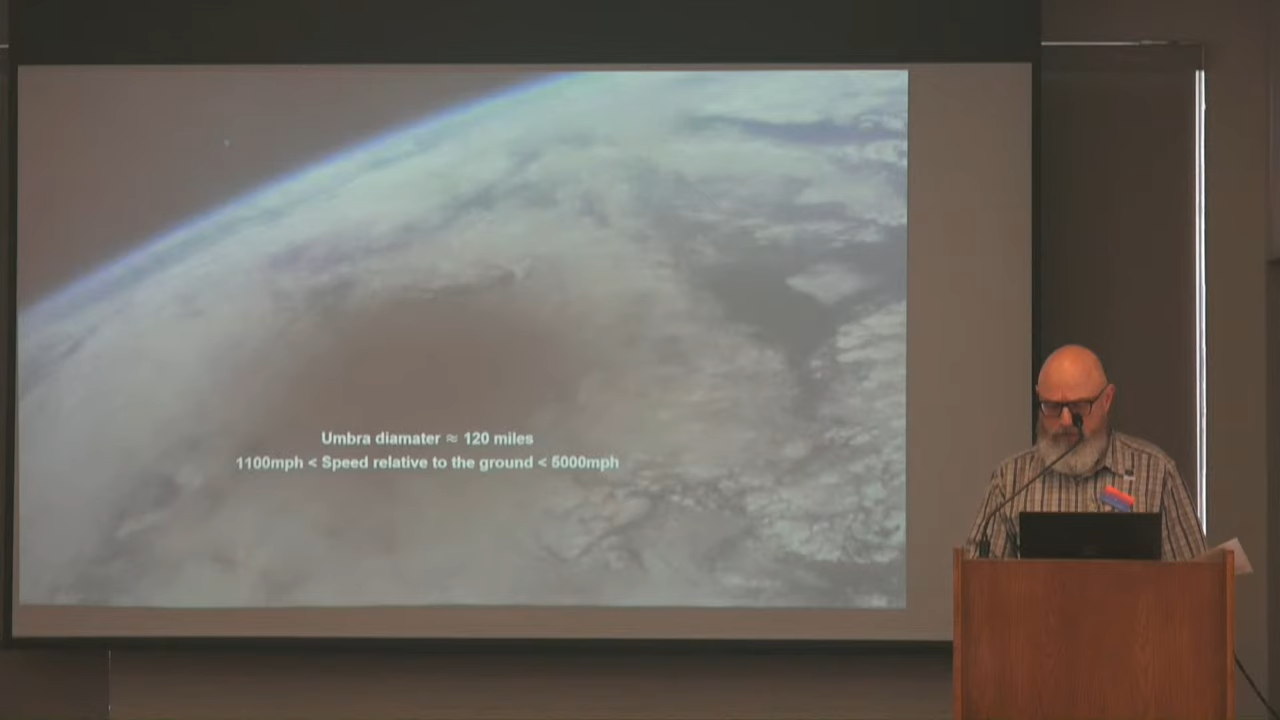 Umbra diamater ≈ 120 miles
1100mph < Speed relative to the ground < 5000mph